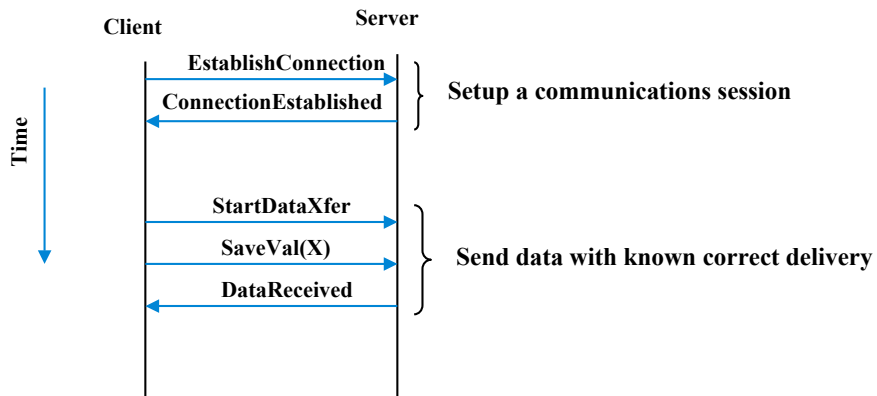 Client
Server
EstablishConnection
ConnectionEstablished
Setup a communications session
Time
StartDataXfer
SaveVal(X)
DataReceived
Send data with known correct delivery